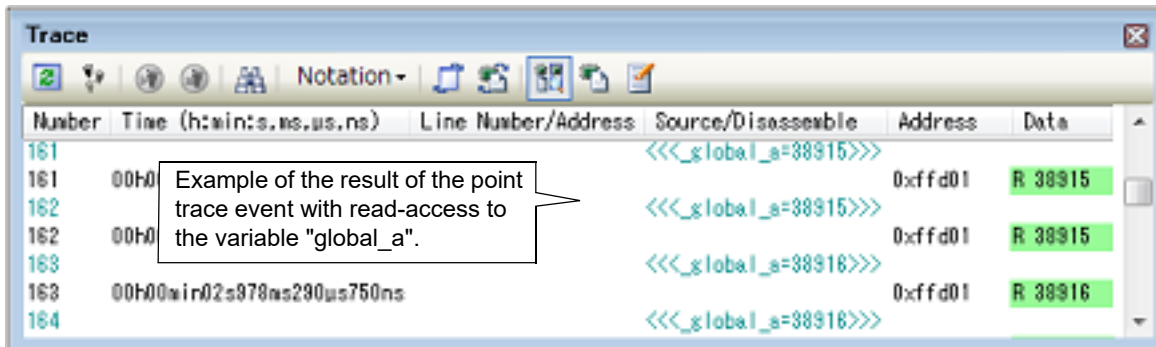 Trace
Notation
Number Time (h:min:s,ms,μs,ns) Line Number/Address Source/Disassemble Address Data
161 <<<_global_a=38915>>>
161 00h0 0xffd01 R 38915
162 <<<_global_a=38915>>>
162 00h0 0xffd01 R 38915
163 <<<_global_a=38916>>>
163 00h00min02s978ms290μs750ns 0xffd01 R 38916
164 <<<_global_a=38916>>>
Example of the result of the point
trace event with read-access to
the variable "global_a".